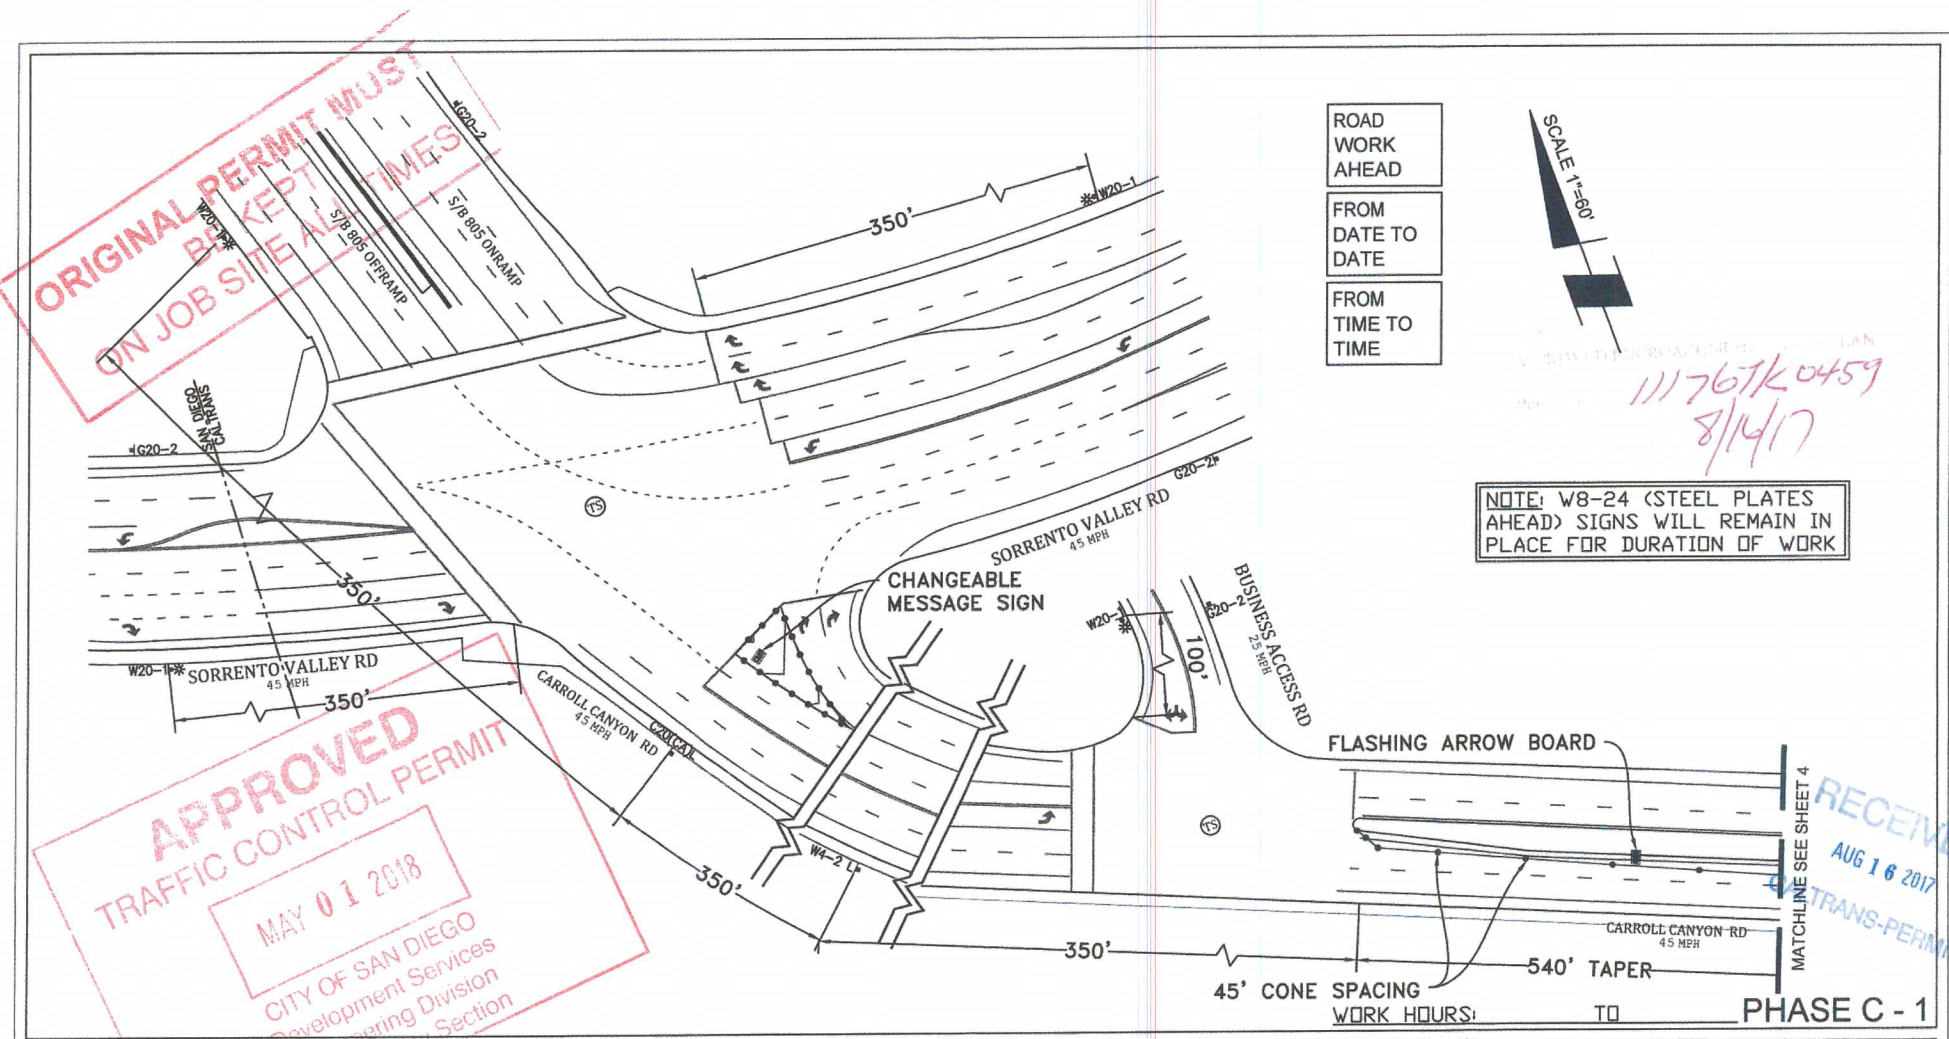 ORIGINAL PERMIT MUST
BE KEPT
ON JOB SITE ALL TIMES
G20-2
W20-1
S/B 805 OFFRAMP
S/B 805 ONRAMP
350'
W20-1
ROAD
WORK
AHEAD
FROM
DATE TO
DATE
FROM
TIME TO
TIME
SCALE 1"=60'
111767K0459
8/14/17
NOTE: W8-24 (STEEL PLATES
AHEAD) SIGNS WILL REMAIN IN
PLACE FOR DURATION OF WORK
SAN DIEGO
CALTRANS
G20-2
TS
G20-2
SORRENTO VALLEY RD
45 MPH
CHANGEABLE
MESSAGE SIGN
350'
W20-1
SORRENTO VALLEY RD
45 MPH
350'
CARROLL CANYON RD
45 MPH
C20(CA)L
W20-1
100'
G20-2
BUSINESS ACCESS RD
25 MPH
FLASHING ARROW BOARD
TS
W4-2 L
350'
350'
540' TAPER
45' CONE SPACING
CARROLL CANYON RD
45 MPH
MATCHLINE SEE SHEET 4
RECEIVE
AUG 16 2017
CALTRANS-PERMI
APPROVED
TRAFFIC CONTROL PERMIT
MAY 01 2018
CITY OF SAN DIEGO
Development Services
ering Division
Section
WORK HOURS: TO
PHASE C - 1